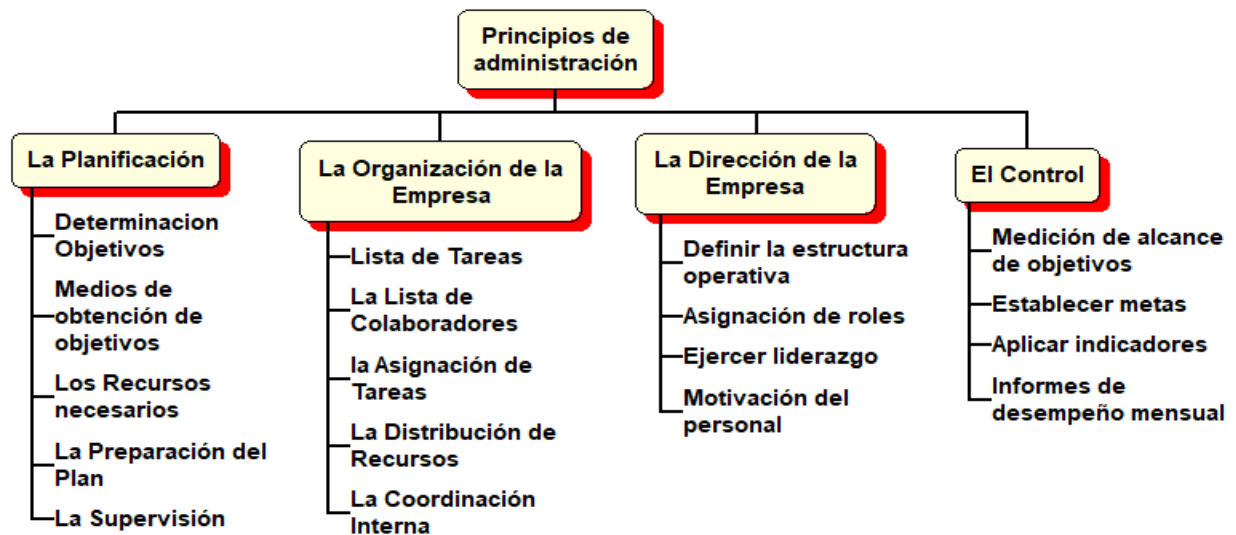 Principios de
administración
La Planificación
Determinacion
Objetivos
Medios de
obtención de
objetivos
Los Recursos
necesarios
La Preparación del
Plan
La Supervisión
La Organización de la
Empresa
Lista de Tareas
La Lista de
Colaboradores
la Asignación de
Tareas
La Distribución de
Recursos
La Coordinación
Interna
La Dirección de la
Empresa
Definir la estructura
operativa
Asignación de roles
Ejercer liderazgo
Motivación del
personal
El Control
Medición de alcance
de objetivos
Establecer metas
Aplicar indicadores
Informes de
desempeño mensual